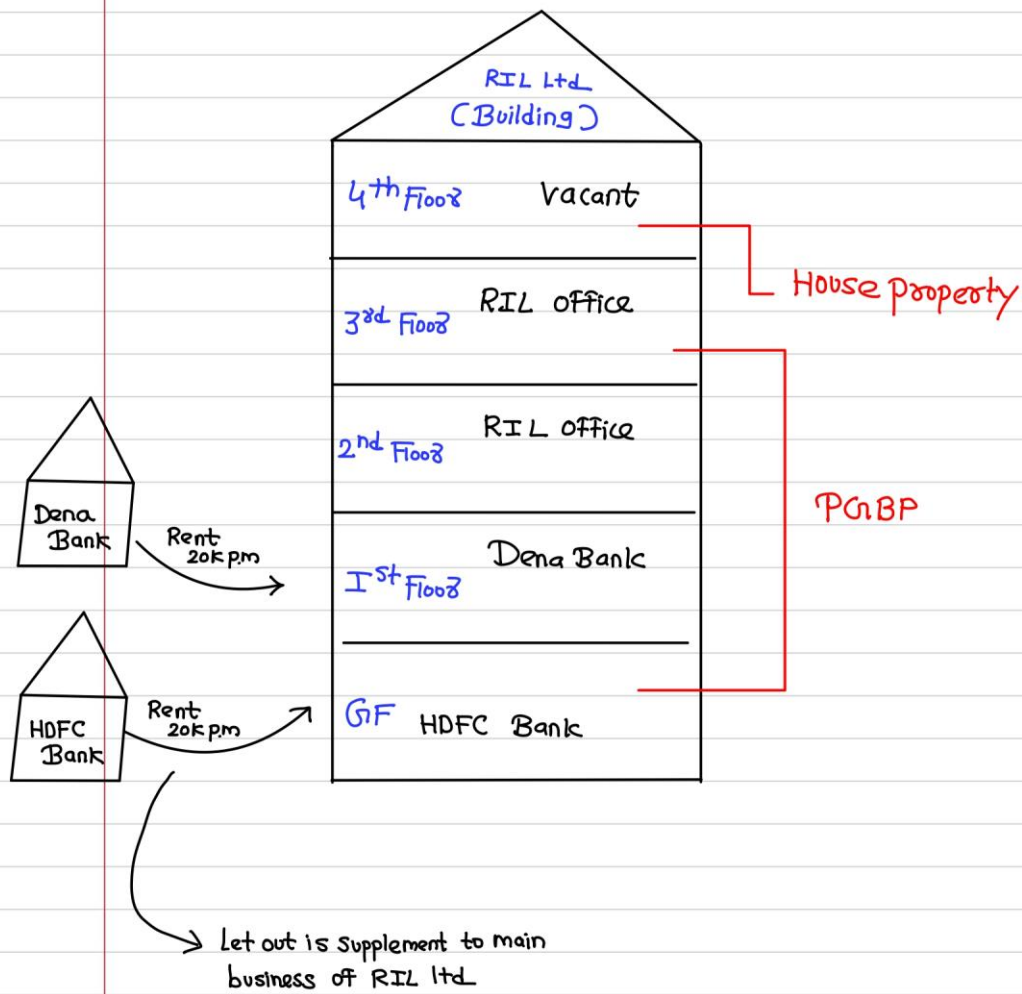 RIL Ltd
(Building)
4th Floor Vacant
House property
3rd Floor RIL office
2nd Floor RIL office
PGBP
Dena
Bank
Rent
20K p.m
Ist Floor Dena Bank
HDFC
Bank
Rent
20K p.m
GF HDFC Bank
Let out is supplement to main
business of RIL ltd